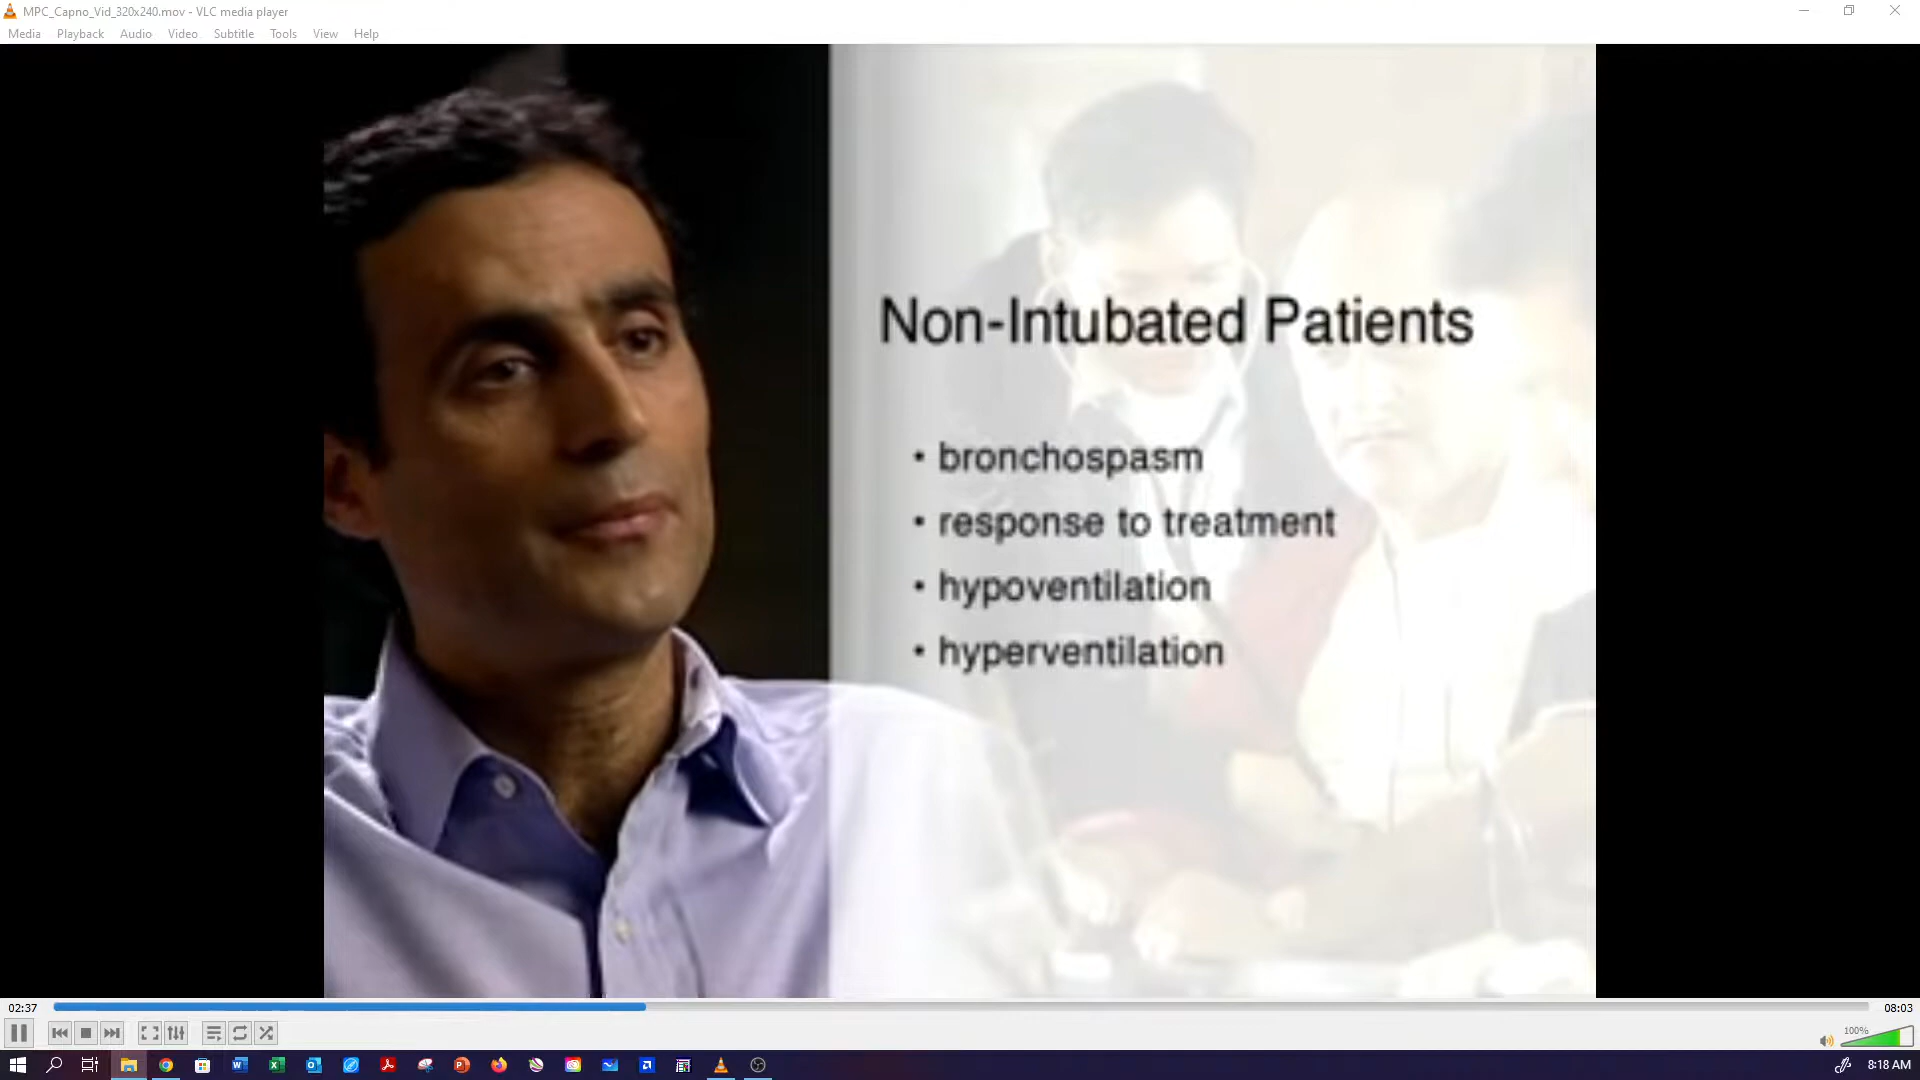 MPC_Capno_Vid_320x240.mov - VLC media player
Media Playback Audio Video Subtitle Tools View Help
Non-Intubated Patients
• bronchospasm
• response to treatment
• hypoventilation
• hyperventilation
02:37
08:03
100%
8:18 AM